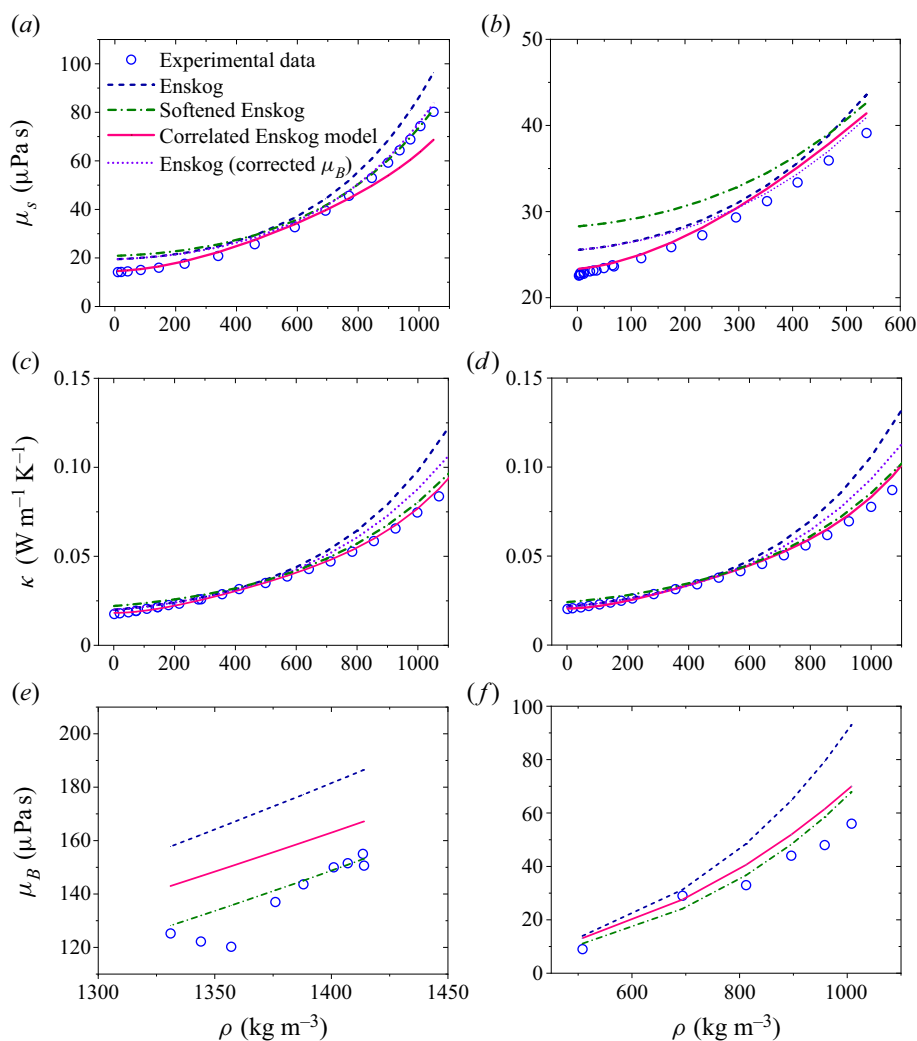 (a)
(b)
100
80
60
40
20
0
μs (μPa s)
Experimental data
Enskog
Softened Enskog
Correlated Enskog model
Enskog (corrected μB)
0 200 400 600 800 1000
50
40
30
20
0 100 200 300 400 500 600
(c)
(d)
0.15
0.10
0.05
0
κ (W m–1 K–1)
0 200 400 600 800 1000
0.15
0.10
0.05
0
0 200 400 600 800 1000
(e)
(f)
200
180
160
140
120
μB (μPa s)
1300 1350 1400 1450
ρ (kg m–3)
100
80
60
40
20
0
600 800 1000
ρ (kg m–3)